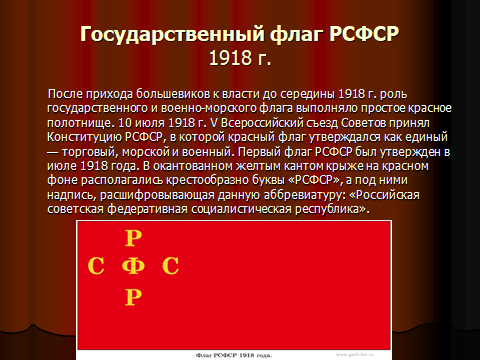 Государственный флаг РСФСР
1918 г.
После прихода большевиков к власти до середины 1918 г. роль
государственного и военно-морского флага выполняло простое красное
полотнище. 10 июля 1918 г. V Всероссийский съезд Советов принял
Конституцию РСФСР, в которой красный флаг утверждался как единый
— торговый, морской и военный. Первый флаг РСФСР был утвержден в
июле 1918 года. В окантованном желтым кантом крыже на красном
фоне располагались крестообразно буквы «РСФСР», а под ними
надпись, расшифровывающая данную аббревиатуру: «Российская
советская федеративная социалистическая республика».
Р
С Ф С
Р
Флаг РСФСР 1918 года.